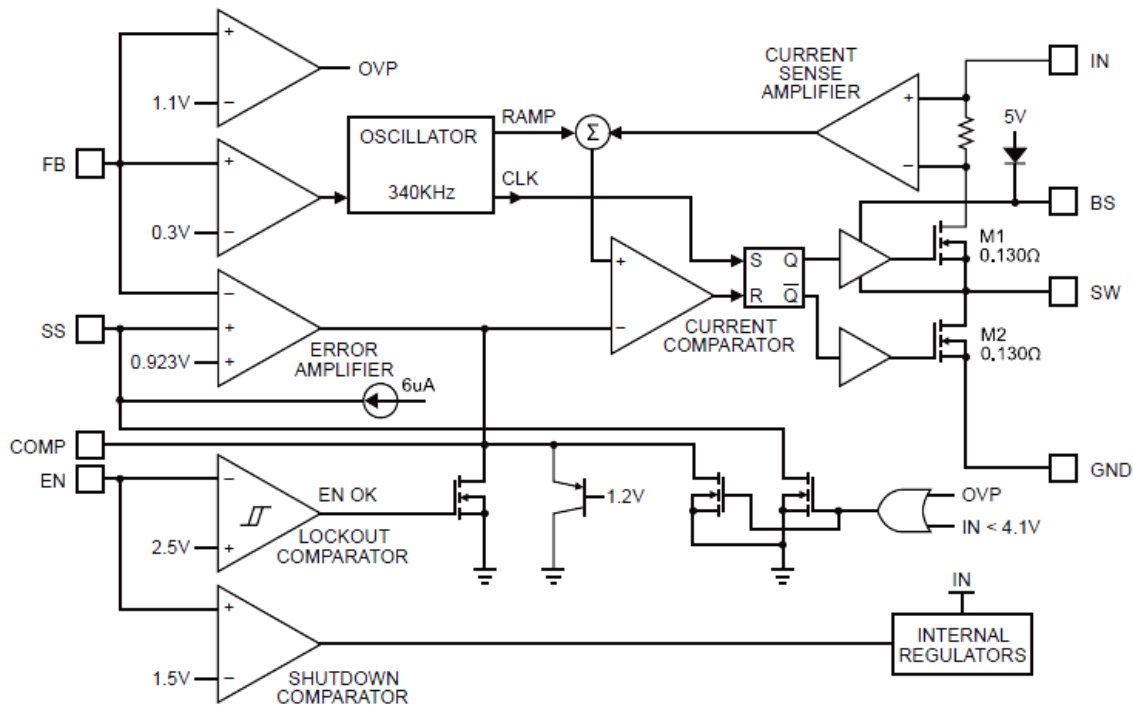 +
OVP
1.1V
−
CURRENT
SENSE
AMPLIFIER
IN
+
5V
RAMP
Σ
OSCILLATOR
340KHz
FB
+
−
CLK
BS
0.3V
−
M1
0.130Ω
+
S Q
R Q̅
SW
−
SS
+
−
CURRENT
COMPARATOR
M2
0.130Ω
0.923V
+
ERROR
AMPLIFIER
6uA
COMP
EN
−
GND
EN OK
1.2V
OVP
IN < 4.1V
2.5V
+
LOCKOUT
COMPARATOR
IN
+
INTERNAL
REGULATORS
1.5V
−
SHUTDOWN
COMPARATOR